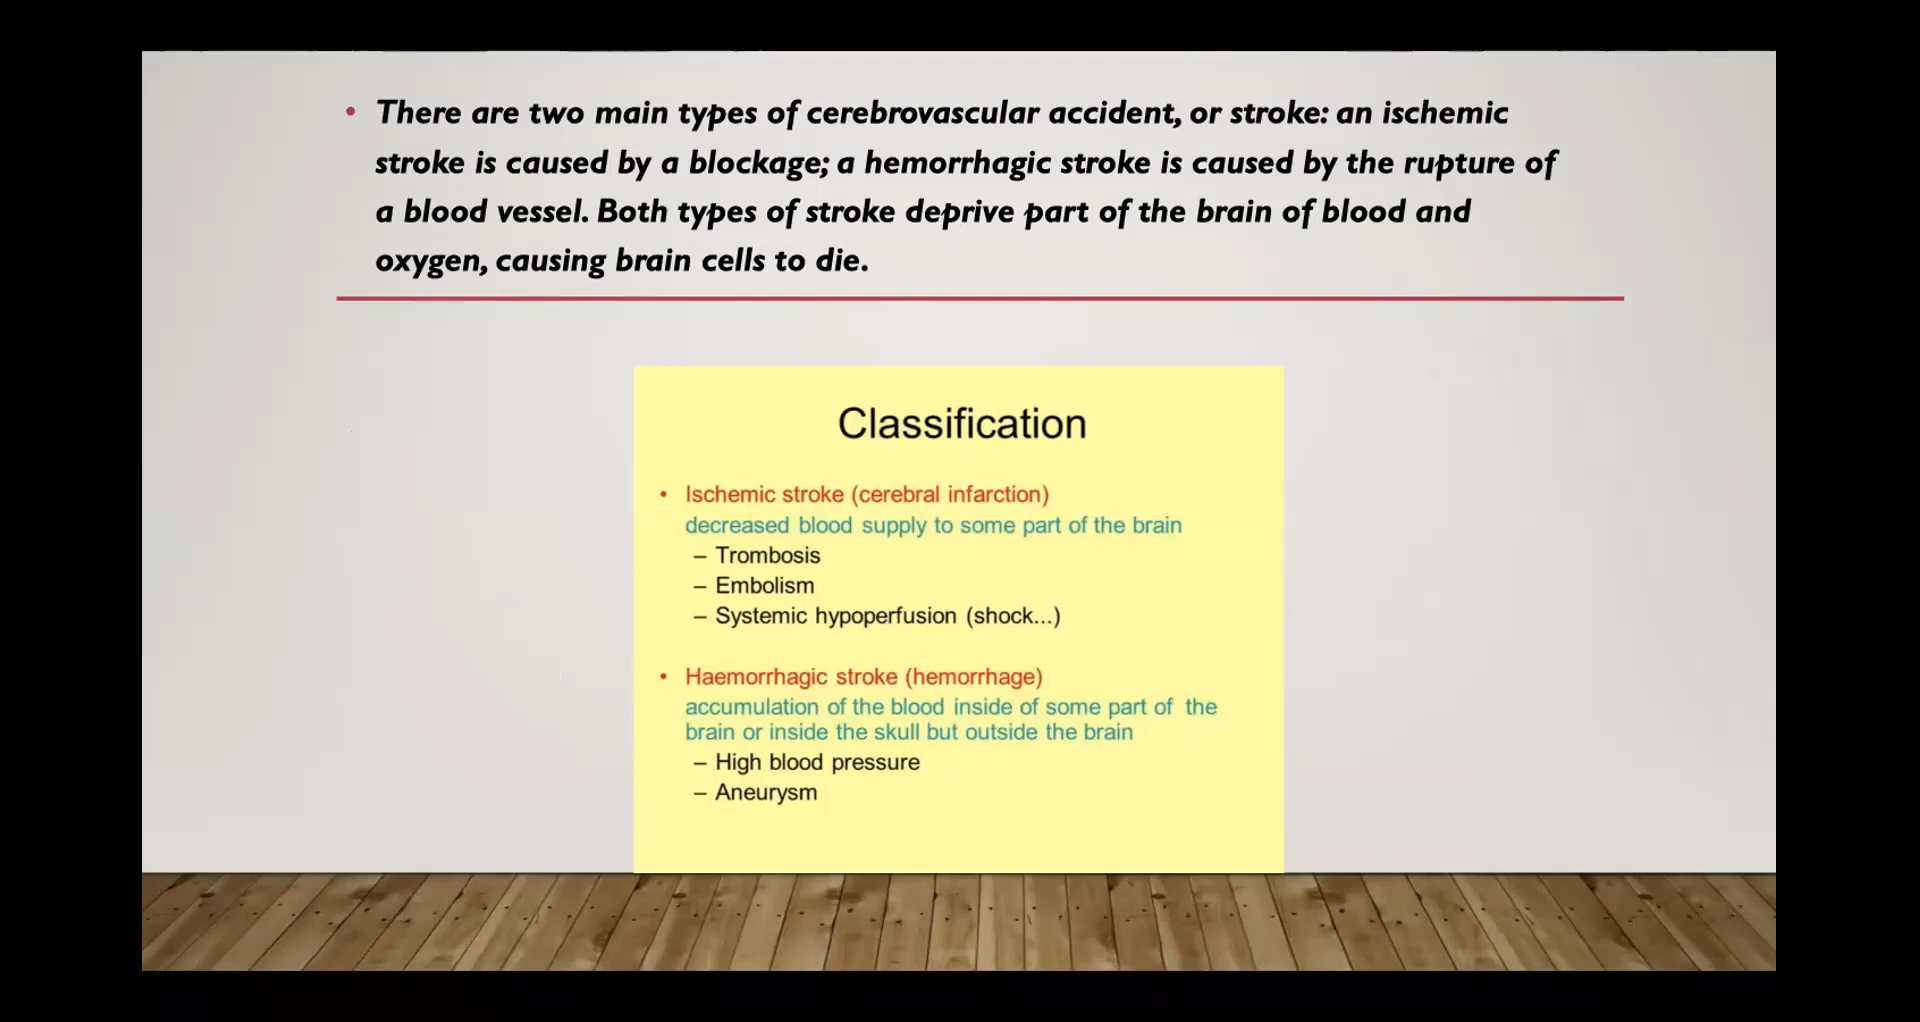 • There are two main types of cerebrovascular accident, or stroke: an ischemic
stroke is caused by a blockage; a hemorrhagic stroke is caused by the rupture of
a blood vessel. Both types of stroke deprive part of the brain of blood and
oxygen, causing brain cells to die.
Classification
• Ischemic stroke (cerebral infarction)
decreased blood supply to some part of the brain
– Trombosis
– Embolism
– Systemic hypoperfusion (shock...)
• Haemorrhagic stroke (hemorrhage)
accumulation of the blood inside of some part of the
brain or inside the skull but outside the brain
– High blood pressure
– Aneurysm